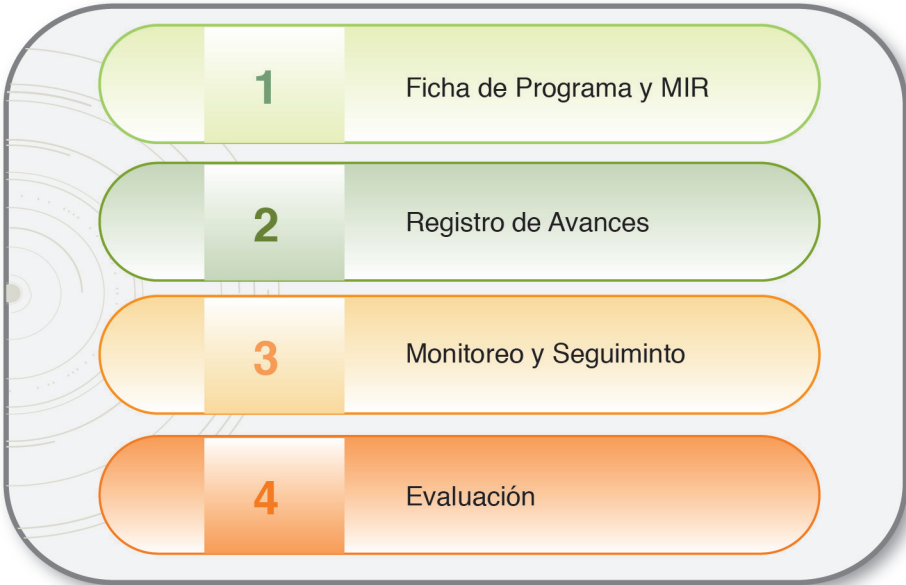 1 Ficha de Programa y MIR
2 Registro de Avances
3 Monitoreo y Seguiminto
4 Evaluación